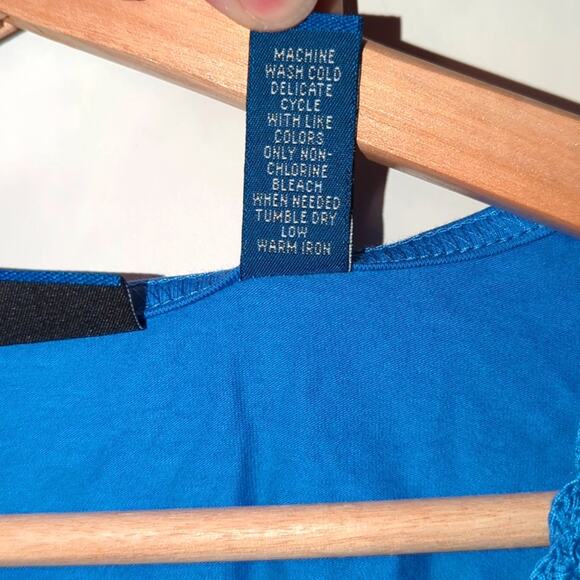 MACHINE
WASH COLD
DELICATE
CYCLE
WITH LIKE
COLORS
ONLY NON-
CHLORINE
BLEACH
WHEN NEEDED
TUMBLE DRY
LOW
WARM IRON